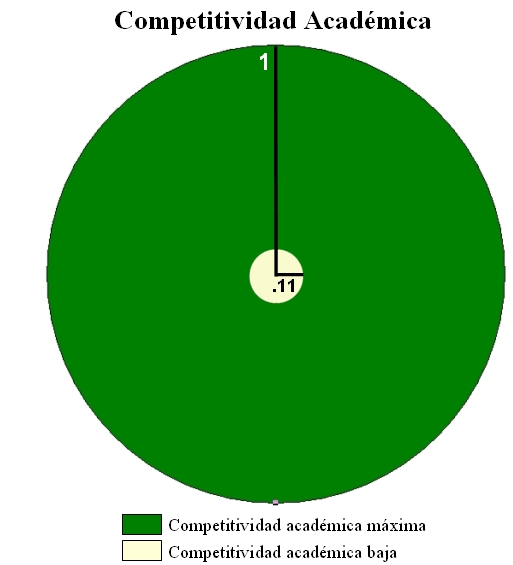 Competitividad Académica
1
.11
Competitividad académica máxima
Competitividad académica baja